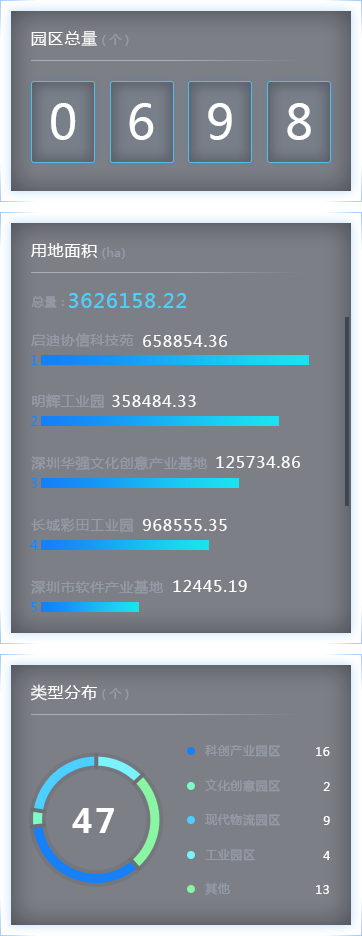 园区总量 ( 个 )
0 6 9 8
用地面积 (ha)
总量 : 3626158.22
启迪协信科技苑 658854.36
1
明辉工业园 358484.33
2
深圳华强文化创意产业基地 125734.86
3
长城彩田工业园 968555.35
4
深圳市软件产业基地 12445.19
5
类型分布 ( 个 )
47
科创产业园区 16
文化创意园区 2
现代物流园区 9
工业园区 4
其他 13